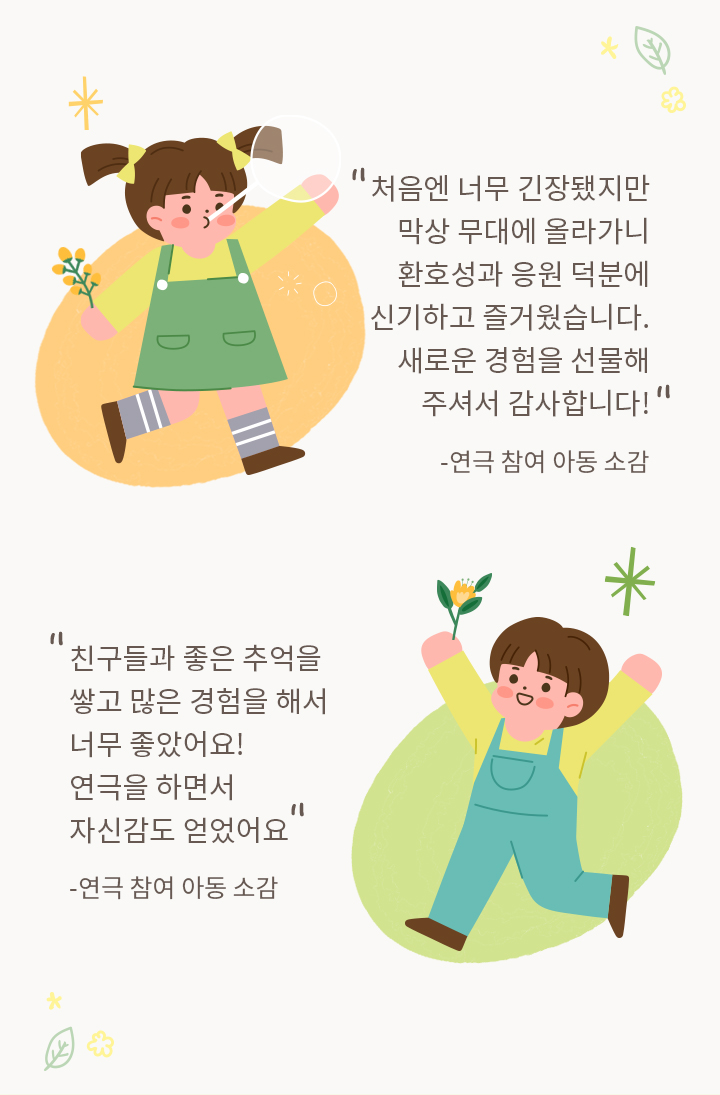 "처음엔 너무 긴장됐지만
막상 무대에 올라가니
환호성과 응원 덕분에
신기하고 즐거웠습니다.
새로운 경험을 선물해
주셔서 감사합니다!"
-연극 참여 아동 소감
"친구들과 좋은 추억을
쌓고 많은 경험을 해서
너무 좋았어요!
연극을 하면서
자신감도 얻었어요"
-연극 참여 아동 소감